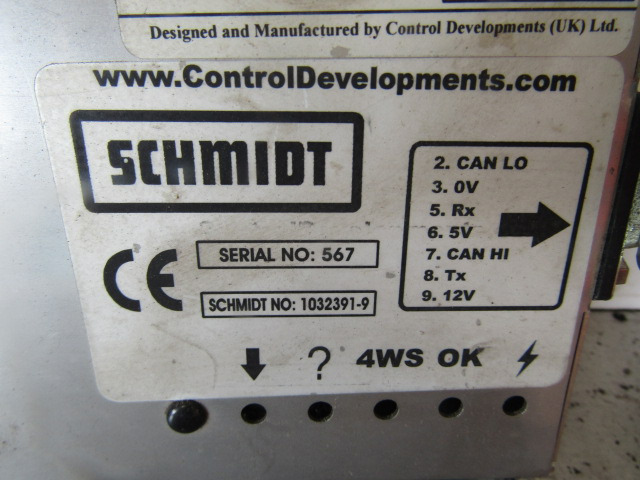 Designed and Manufactured by Control Developments (UK) Ltd.
www.ControlDevelopments.com
SCHMIDT
2. CAN LO
3. 0V
5. Rx
6. 5V
7. CAN HI
8. Tx
9. 12V
CE
SERIAL NO: 567
SCHMIDT NO: 1032391-9
? 4WS OK